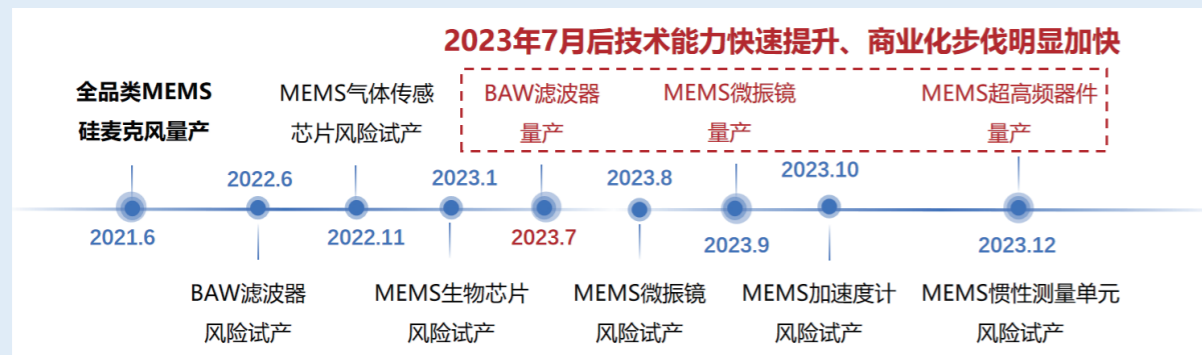 2023年7月后技术能力快速提升、商业化步伐明显加快
全品类MEMS
硅麦克风量产
MEMS气体传感
芯片风险试产
BAW滤波器
量产
MEMS微振镜
量产
MEMS超高频器件
量产
2021.6
2022.6
2022.11
2023.1
2023.7
2023.8
2023.9
2023.10
2023.12
BAW滤波器
风险试产
MEMS生物芯片
风险试产
MEMS微振镜
风险试产
MEMS加速度计
风险试产
MEMS惯性测量单元
风险试产